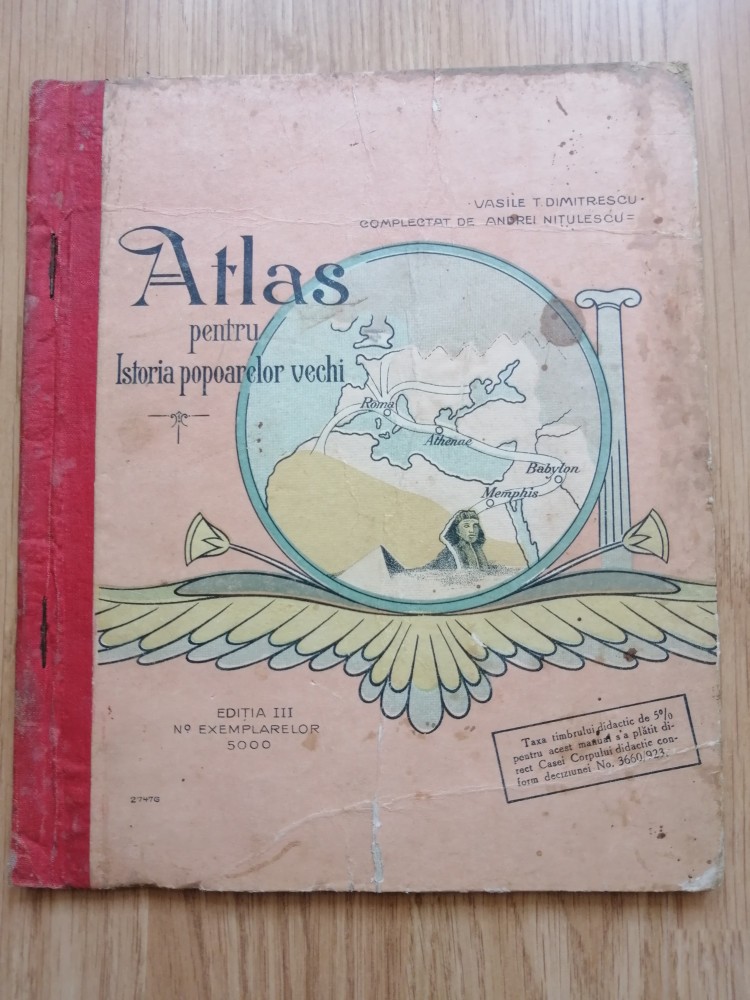 VASILE T. DIMITRESCU
COMPLECTAT DE ANDREI NIȚULESCU=
Atlas
pentru
Istoria popoarelor vechi
Roma
Athenae
Babylon
Memphis
EDIȚIA III
Nº EXEMPLARELOR
5000
Taxa timbrului didactic de 5%
pentru acest manual s'a plătit di-
rect Casei Corpului didactic con-
form deciziunei No. 3660/923.
27478